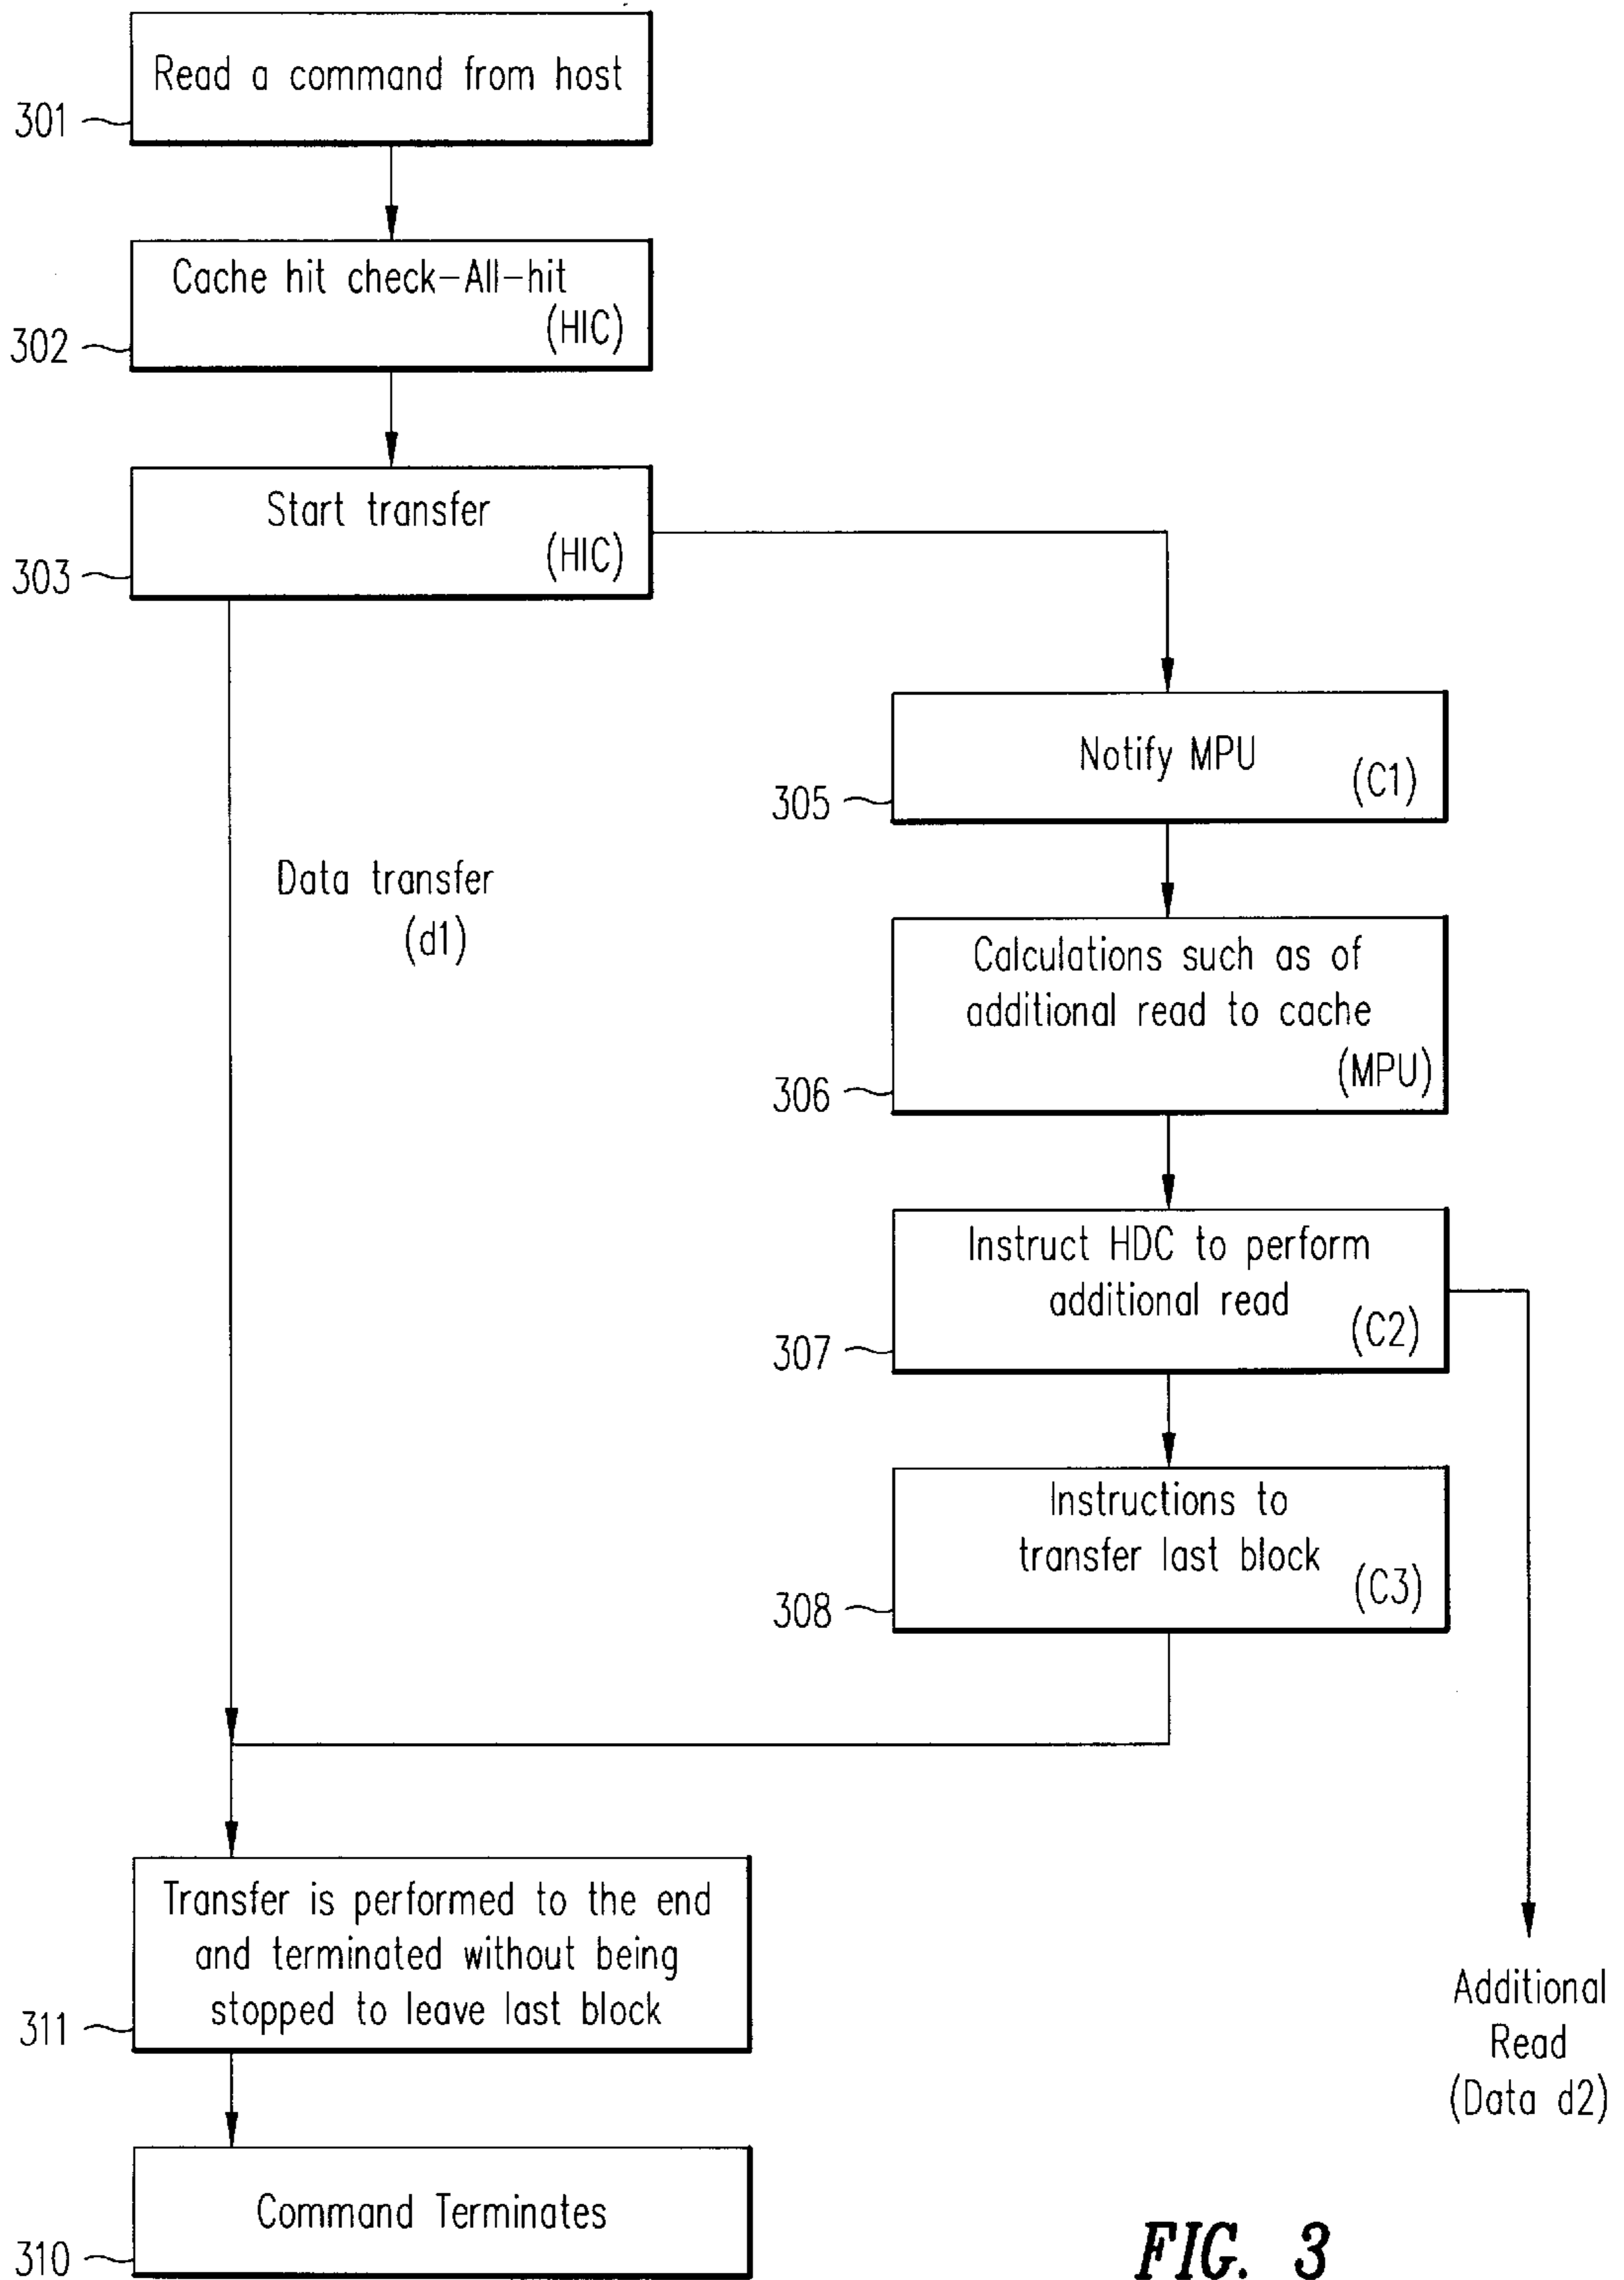 Read a command from host
301
Cache hit check-All-hit
(HIC)
302
Start transfer
(HIC)
303
Notify MPU
(C1)
305
Data transfer
(d1)
Calculations such as of
additional read to cache
(MPU)
306
Instruct HDC to perform
additional read
(C2)
307
Instructions to
transfer last block
(C3)
308
Transfer is performed to the end
and terminated without being
stopped to leave last block
311
Additional
Read
(Data d2)
Command Terminates
310
FIG. 3